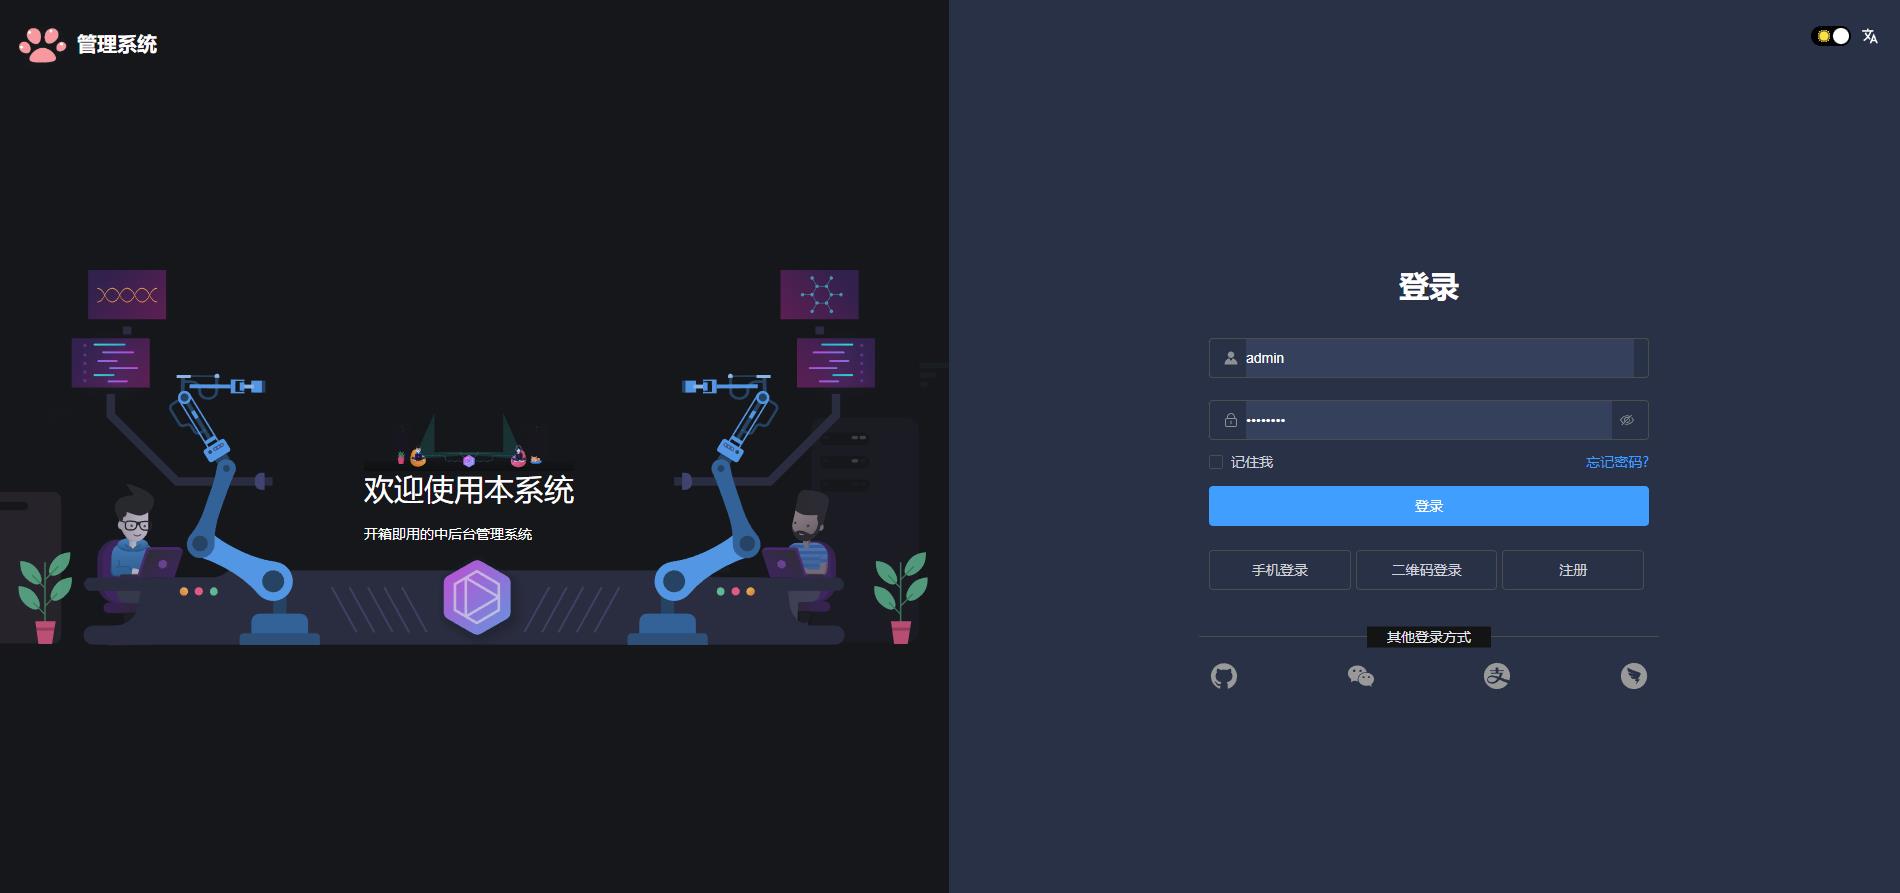 管理系统
欢迎使用本系统
开箱即用的中后台管理系统
登录
admin
••••••••
记住我
忘记密码?
登录
手机登录
二维码登录
注册
其他登录方式